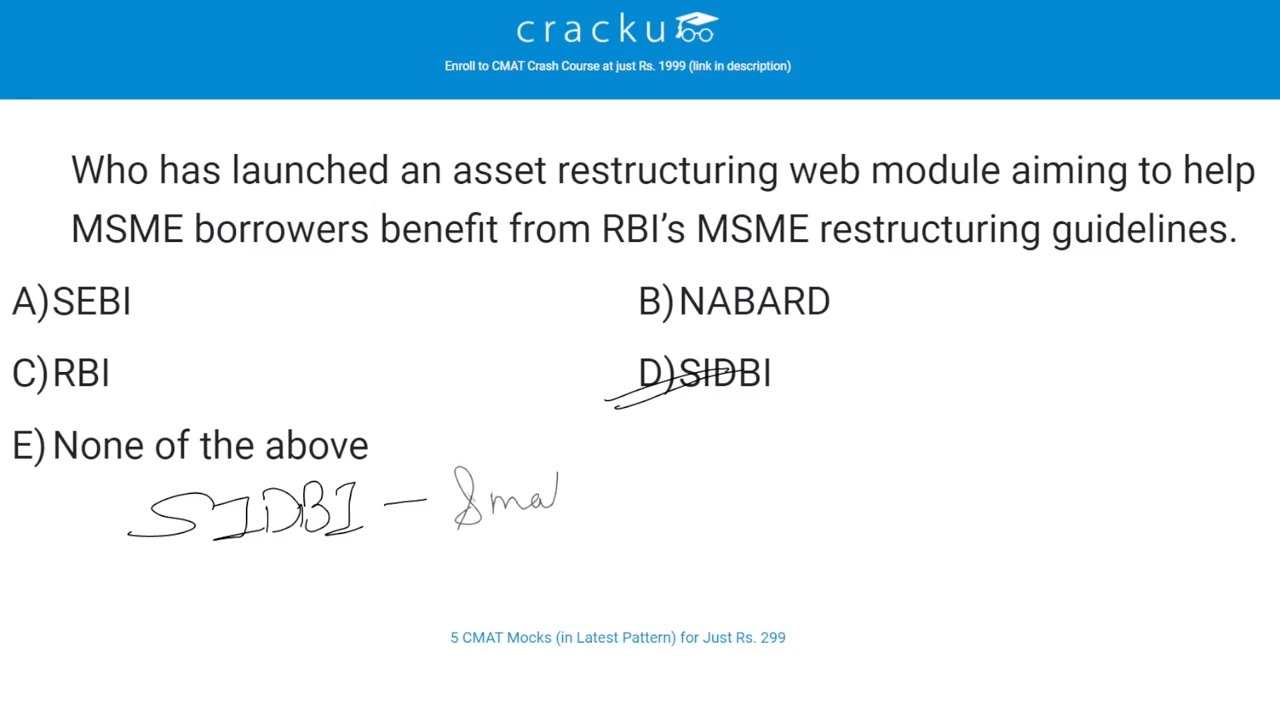 cracku
Enroll to CMAT Crash Course at just Rs. 1999 (link in description)
Who has launched an asset restructuring web module aiming to help
MSME borrowers benefit from RBI’s MSME restructuring guidelines.
A)SEBI
B)NABARD
C)RBI
D)SIDBI
E)None of the above
SIDBI - Smal
5 CMAT Mocks (in Latest Pattern) for Just Rs. 299